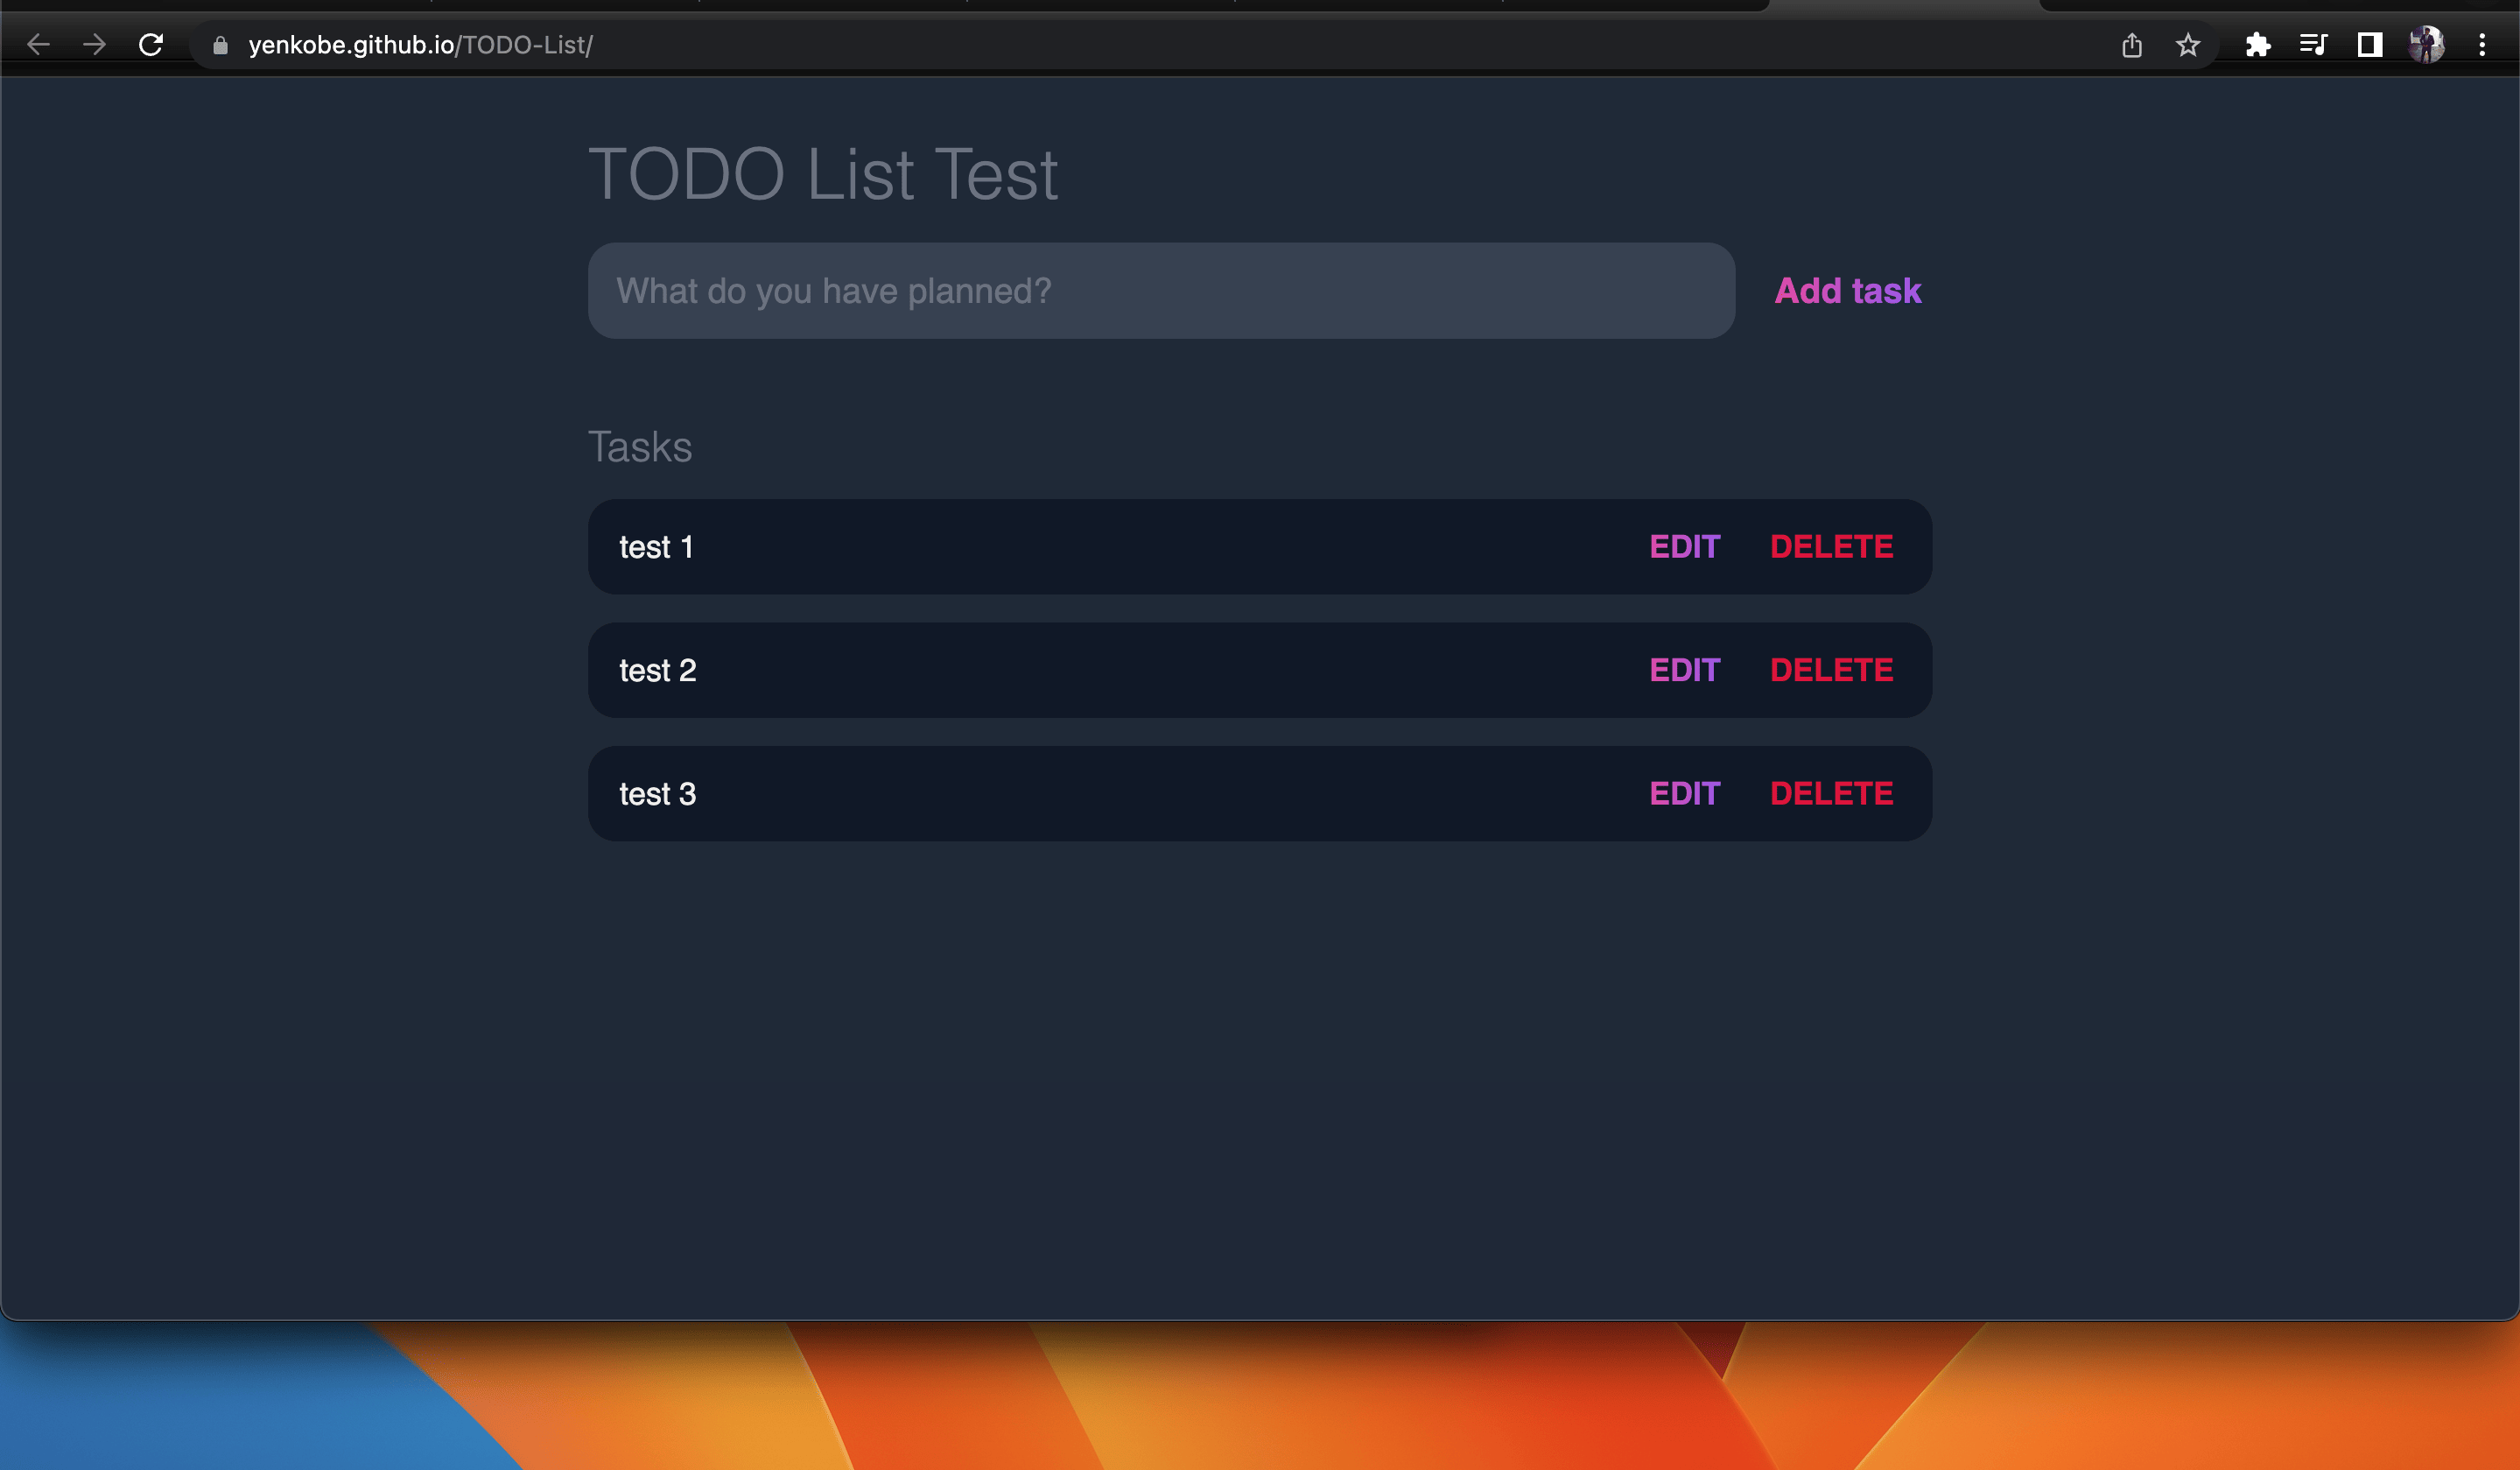 yenkobe.github.io/TODO-List/
TODO List Test
What do you have planned?
Add task
Tasks
test 1 EDIT DELETE
test 2 EDIT DELETE
test 3 EDIT DELETE